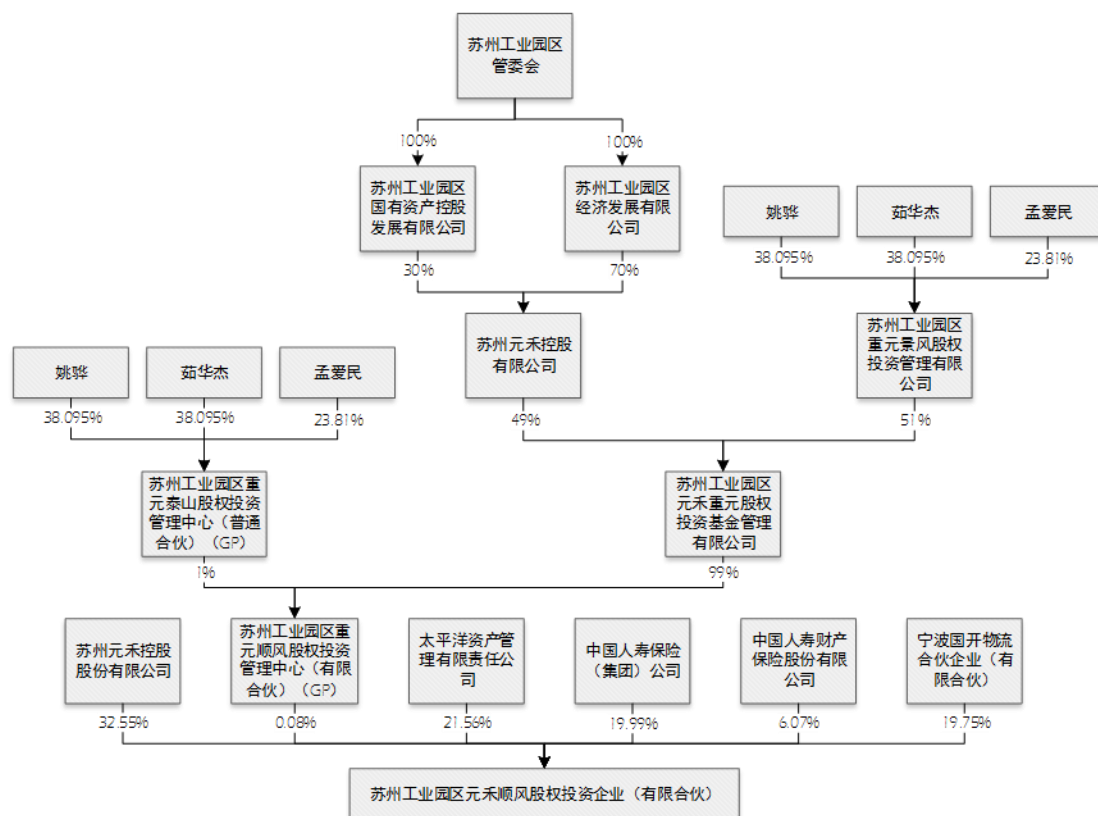 苏州工业园区
管委会
100%
100%
苏州工业园区
国有资产控股
发展有限公司
苏州工业园区
经济发展有限
公司
姚骅
茹华杰
孟爱民
30%
70%
38.095%
38.095%
23.81%
苏州元禾控股
有限公司
苏州工业园区
重元景风股权
投资管理有限
公司
姚骅
茹华杰
孟爱民
38.095%
38.095%
23.81%
49%
51%
苏州工业园区重
元泰山股权投资
管理中心（普通
合伙）（GP）
苏州工业园区
元禾重元股权
投资基金管理
有限公司
1%
99%
苏州元禾控股
股份有限公司
苏州工业园区重
元顺风股权投资
管理中心（有限
合伙）（GP）
太平洋资产管
理有限责任公
司
中国人寿保险
（集团）公司
中国人寿财产
保险股份有限
公司
宁波国开物流
合伙企业（有
限合伙）
32.55%
0.08%
21.56%
19.99%
6.07%
19.75%
苏州工业园区元禾顺风股权投资企业（有限合伙）